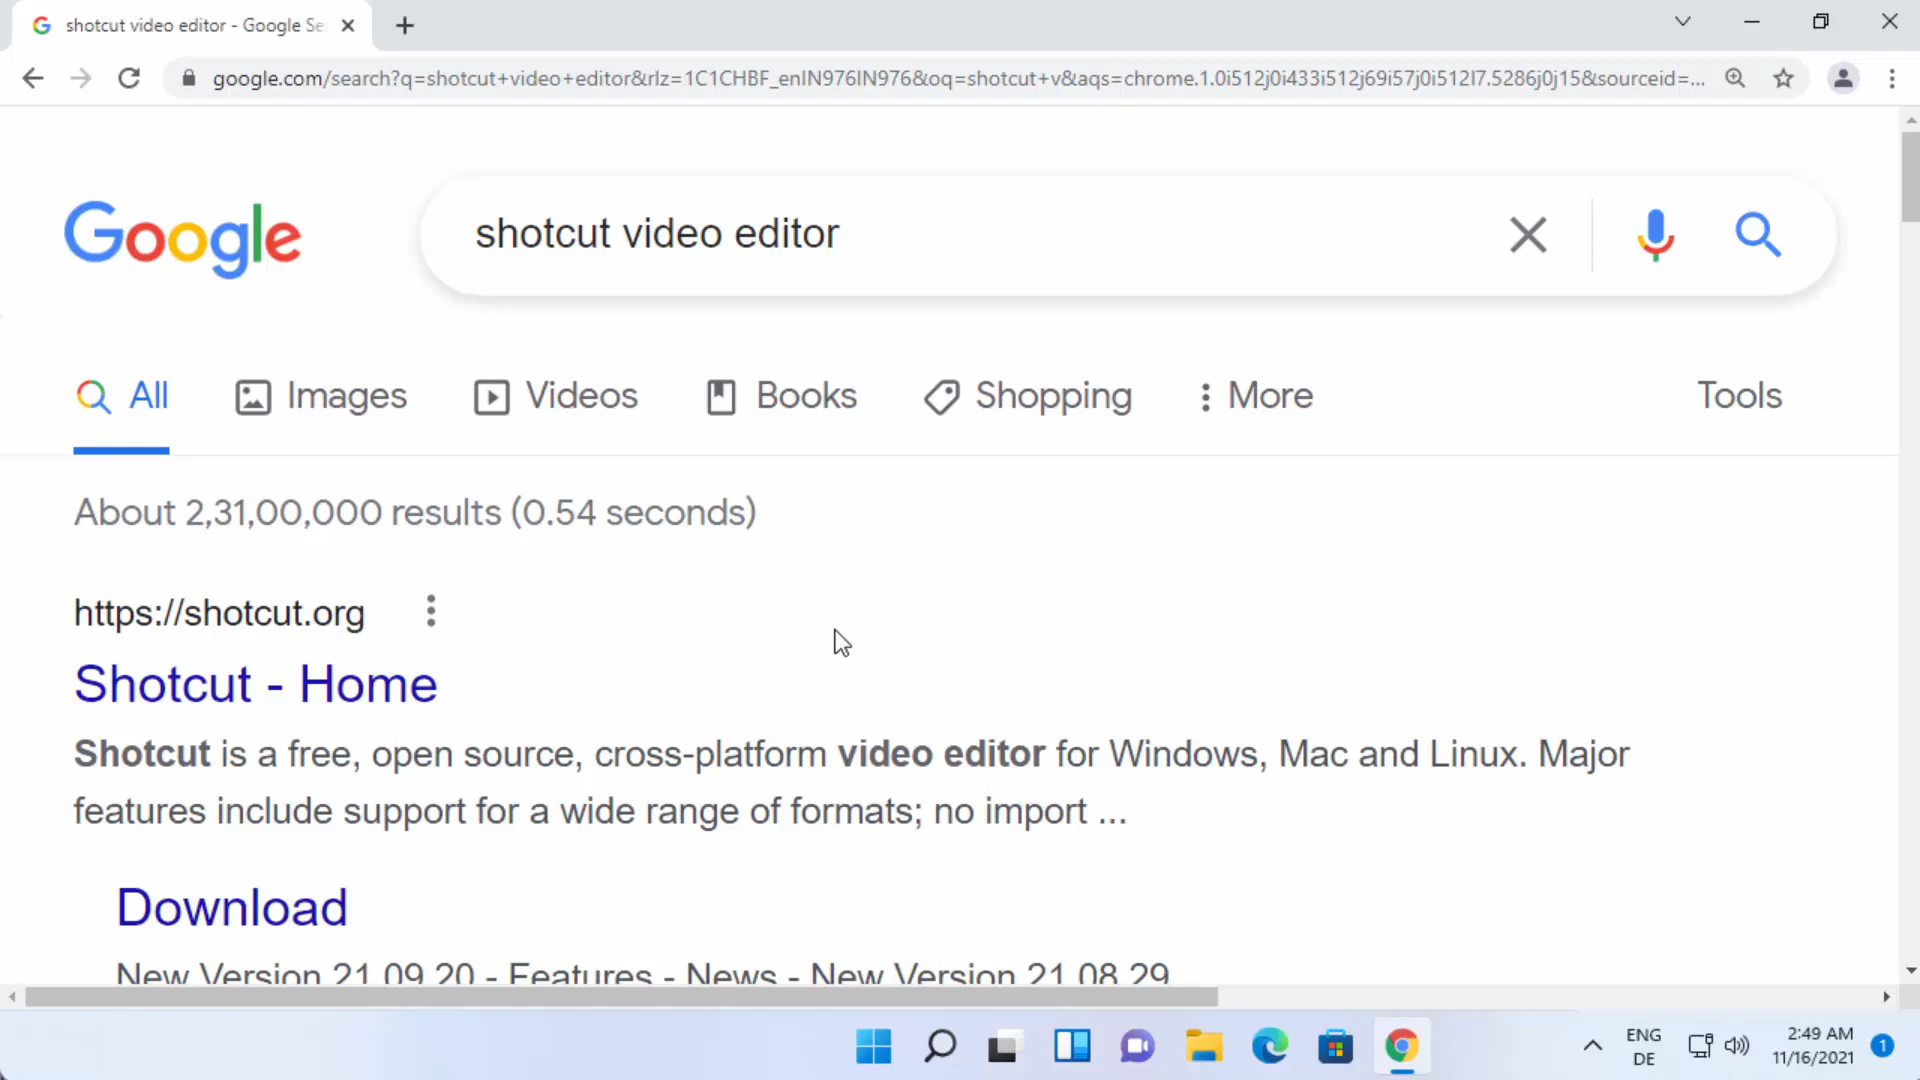 shotcut video editor - Google Se
google.com/search?q=shotcut+video+editor&rlz=1C1CHBF_enIN976IN976&oq=shotcut+v&aqs=chrome.1.0i512j0i433i512j69i57j0i512l7.5286j0j15&sourceid=...
Google
shotcut video editor
All
Images
Videos
Books
Shopping
More
Tools
About 2,31,00,000 results (0.54 seconds)
https://shotcut.org
Shotcut - Home
Shotcut is a free, open source, cross-platform video editor for Windows, Mac and Linux. Major
features include support for a wide range of formats; no import ...
Download
New Version 21.09.20 - Features - News - New Version 21.08.29
ENG
DE
2:49 AM
11/16/2021
1